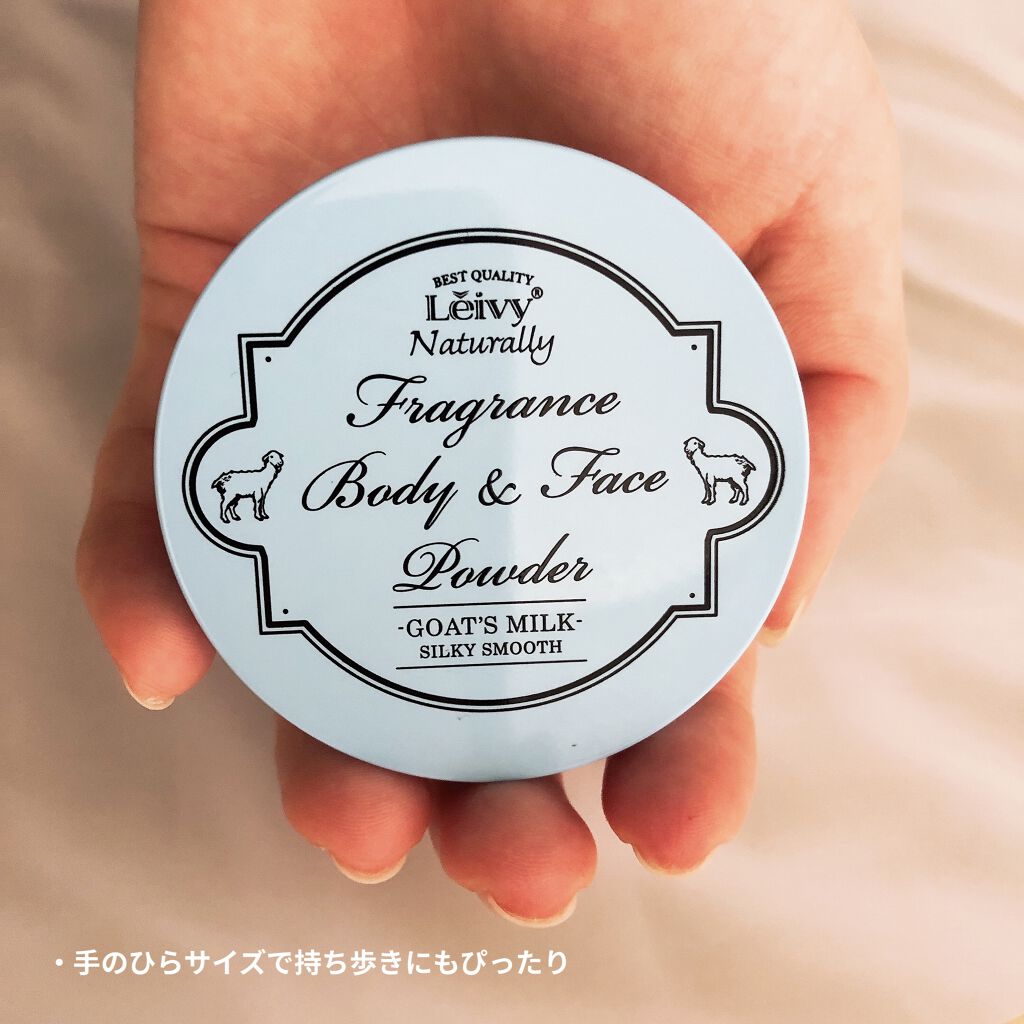 BEST QUALITY
Lěivy®
Naturally
Fragrance
Body & Face
Powder
-GOAT'S MILK-
SILKY SMOOTH
・手のひらサイズで持ち歩きにもぴったり